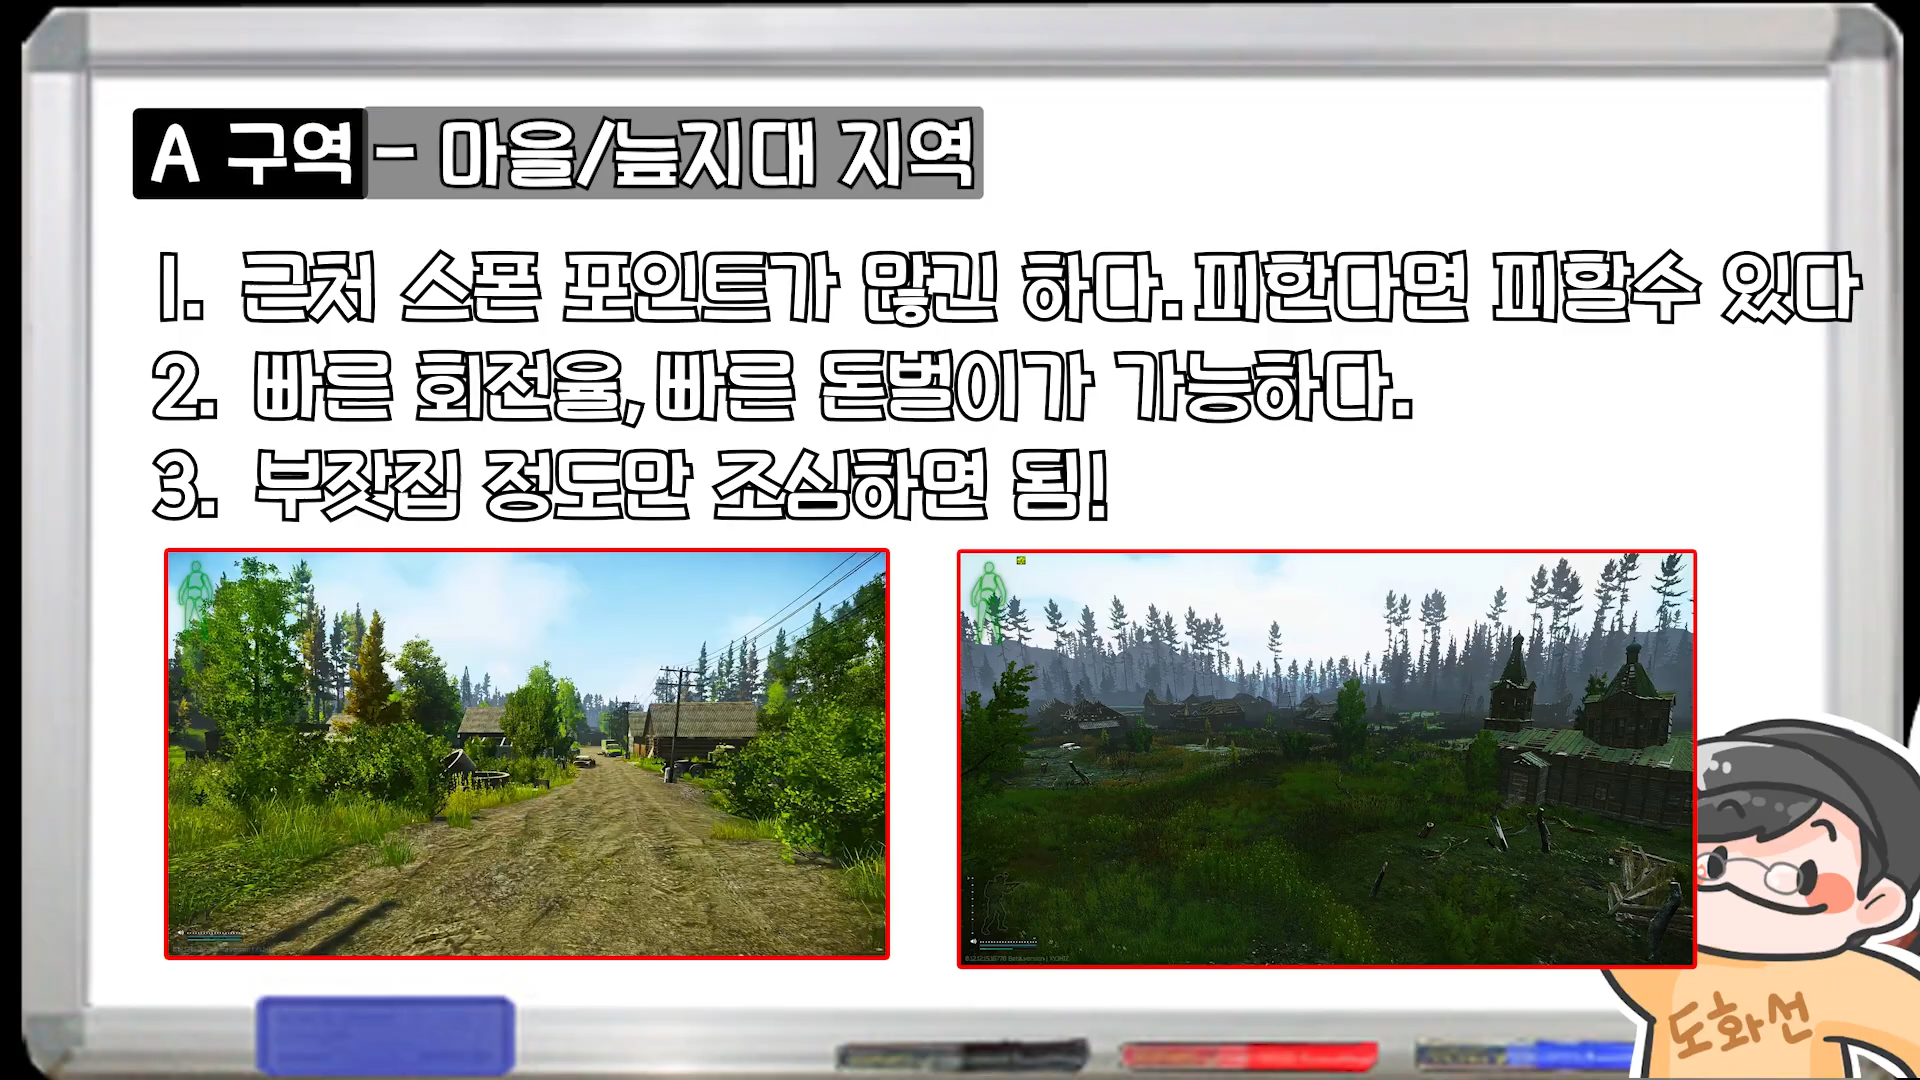 A 구역 - 마을/늪지대 지역
1. 근처 스폰 포인트가 많긴 하다. 피한다면 피할수 있다
2. 빠른 회전율, 빠른 돈벌이가 가능하다.
3. 부잣집 정도만 조심하면 됨!
도화선